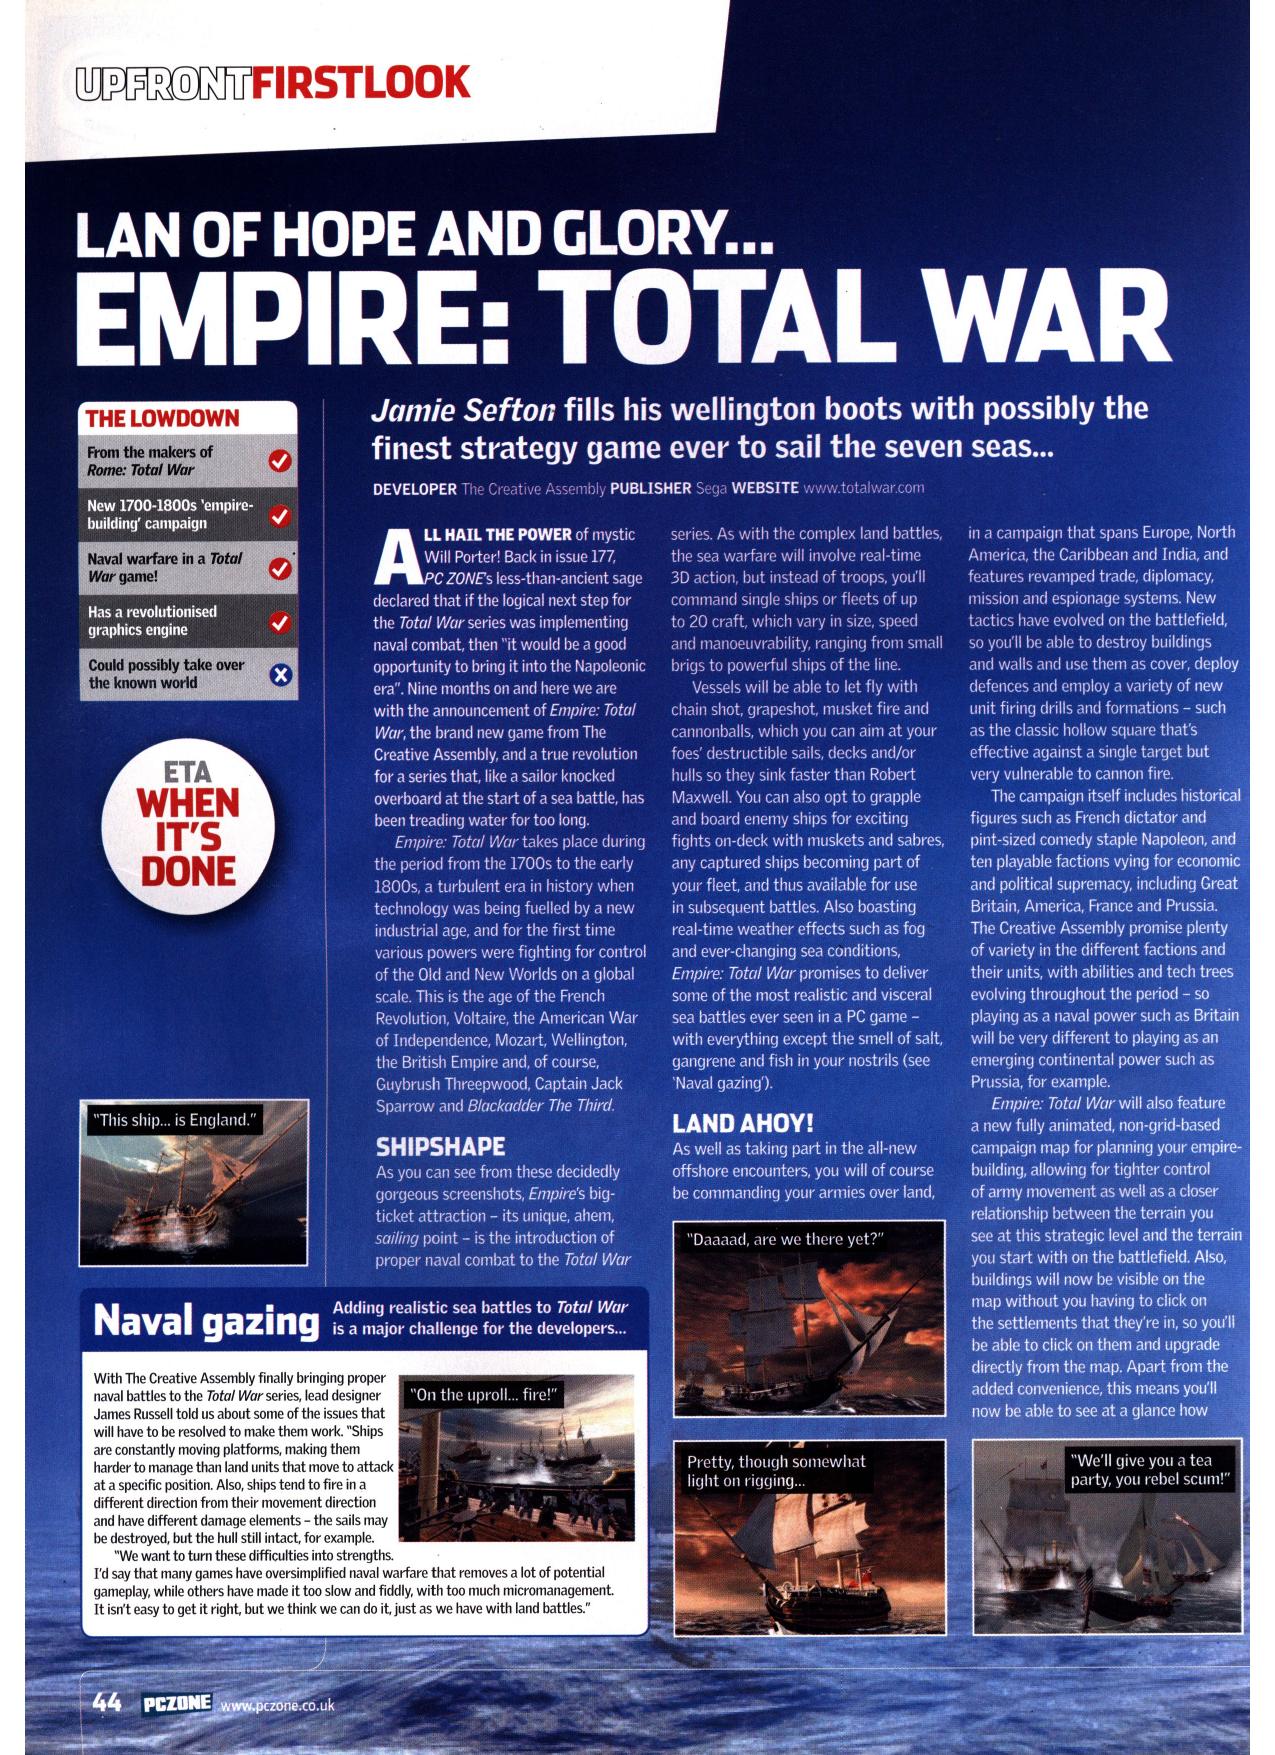 UPFRONTFIRSTLOOK
LAN OF HOPE AND GLORY...
EMPIRE: TOTAL WAR
THE LOWDOWN
From the makers of
Rome: Total War
New 1700-1800s 'empire-
building' campaign
Naval warfare in a Total
War game!
Has a revolutionised
graphics engine
Could possibly take over
the known world
ETA
WHEN
IT'S
DONE
Jamie Sefton fills his wellington boots with possibly the
finest strategy game ever to sail the seven seas...
DEVELOPER The Creative Assembly PUBLISHER Sega WEBSITE www.totalwar.com
ALL HAIL THE POWER of mystic
Will Porter! Back in issue 177,
PC ZONE's less-than-ancient sage
declared that if the logical next step for
the Total War series was implementing
naval combat, then "it would be a good
opportunity to bring it into the Napoleonic
era". Nine months on and here we are
with the announcement of Empire: Total
War, the brand new game from The
Creative Assembly, and a true revolution
for a series that, like a sailor knocked
overboard at the start of a sea battle, has
been treading water for too long.
Empire: Total War takes place during
the period from the 1700s to the early
1800s, a turbulent era in history when
technology was being fuelled by a new
industrial age, and for the first time
various powers were fighting for control
of the Old and New Worlds on a global
scale. This is the age of the French
Revolution, Voltaire, the American War
of Independence, Mozart, Wellington,
the British Empire and, of course,
Guybrush Threepwood, Captain Jack
Sparrow and Blackadder The Third.
SHIPSHAPE
As you can see from these decidedly
gorgeous screenshots, Empire's big-
ticket attraction – its unique, ahem,
sailing point – is the introduction of
proper naval combat to the Total War
series. As with the complex land battles,
the sea warfare will involve real-time
3D action, but instead of troops, you'll
command single ships or fleets of up
to 20 craft, which vary in size, speed
and manoeuvrability, ranging from small
brigs to powerful ships of the line.
Vessels will be able to let fly with
chain shot, grapeshot, musket fire and
cannonballs, which you can aim at your
foes' destructible sails, decks and/or
hulls so they sink faster than Robert
Maxwell. You can also opt to grapple
and board enemy ships for exciting
fights on-deck with muskets and sabres,
any captured ships becoming part of
your fleet, and thus available for use
in subsequent battles. Also boasting
real-time weather effects such as fog
and ever-changing sea conditions,
Empire: Total War promises to deliver
some of the most realistic and visceral
sea battles ever seen in a PC game –
with everything except the smell of salt,
gangrene and fish in your nostrils (see
'Naval gazing').
LAND AHOY!
As well as taking part in the all-new
offshore encounters, you will of course
be commanding your armies over land,
in a campaign that spans Europe, North
America, the Caribbean and India, and
features revamped trade, diplomacy,
mission and espionage systems. New
tactics have evolved on the battlefield,
so you'll be able to destroy buildings
and walls and use them as cover, deploy
defences and employ a variety of new
unit firing drills and formations – such
as the classic hollow square that's
effective against a single target but
very vulnerable to cannon fire.
The campaign itself includes historical
figures such as French dictator and
pint-sized comedy staple Napoleon, and
ten playable factions vying for economic
and political supremacy, including Great
Britain, America, France and Prussia.
The Creative Assembly promise plenty
of variety in the different factions and
their units, with abilities and tech trees
evolving throughout the period – so
playing as a naval power such as Britain
will be very different to playing as an
emerging continental power such as
Prussia, for example.
Empire: Total War will also feature
a new fully animated, non-grid-based
campaign map for planning your empire-
building, allowing for tighter control
of army movement as well as a closer
relationship between the terrain you
see at this strategic level and the terrain
you start with on the battlefield. Also,
buildings will now be visible on the
map without you having to click on
the settlements that they're in, so you'll
be able to click on them and upgrade
directly from the map. Apart from the
added convenience, this means you'll
now be able to see at a glance how
"This ship... is England."
"Daaaad, are we there yet?"
Pretty, though somewhat
light on rigging...
"We'll give you a tea
party, you rebel scum!"
Naval gazing
Adding realistic sea battles to Total War
is a major challenge for the developers...
With The Creative Assembly finally bringing proper
naval battles to the Total War series, lead designer
James Russell told us about some of the issues that
will have to be resolved to make them work. "Ships
are constantly moving platforms, making them
harder to manage than land units that move to attack
at a specific position. Also, ships tend to fire in a
different direction from their movement direction
and have different damage elements – the sails may
be destroyed, but the hull still intact, for example.
"We want to turn these difficulties into strengths.
I'd say that many games have oversimplified naval warfare that removes a lot of potential
gameplay, while others have made it too slow and fiddly, with too much micromanagement.
It isn't easy to get it right, but we think we can do it, just as we have with land battles."
"On the uproll... fire!"
44 PCZONE www.pczone.co.uk